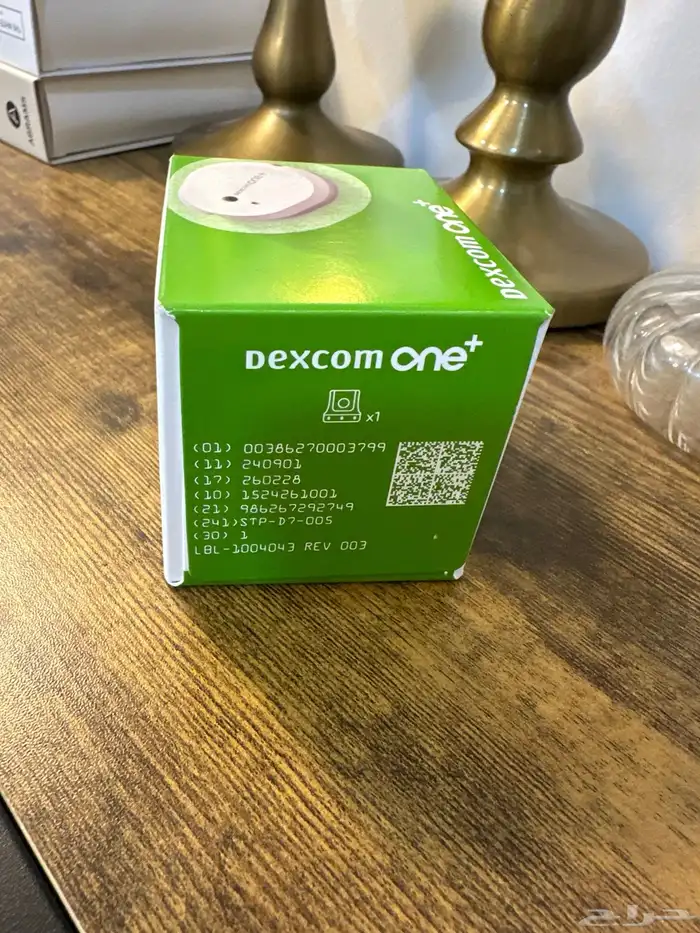 ABRAMS
Dexcom one+
Dexcom one+
x1
(01) 00386270003799
(11) 240901
(17) 260228
(10) 1524261001
(21) 986267292749
(241)STP-D7-005
(30) 1
LBL-1004043 REV 003